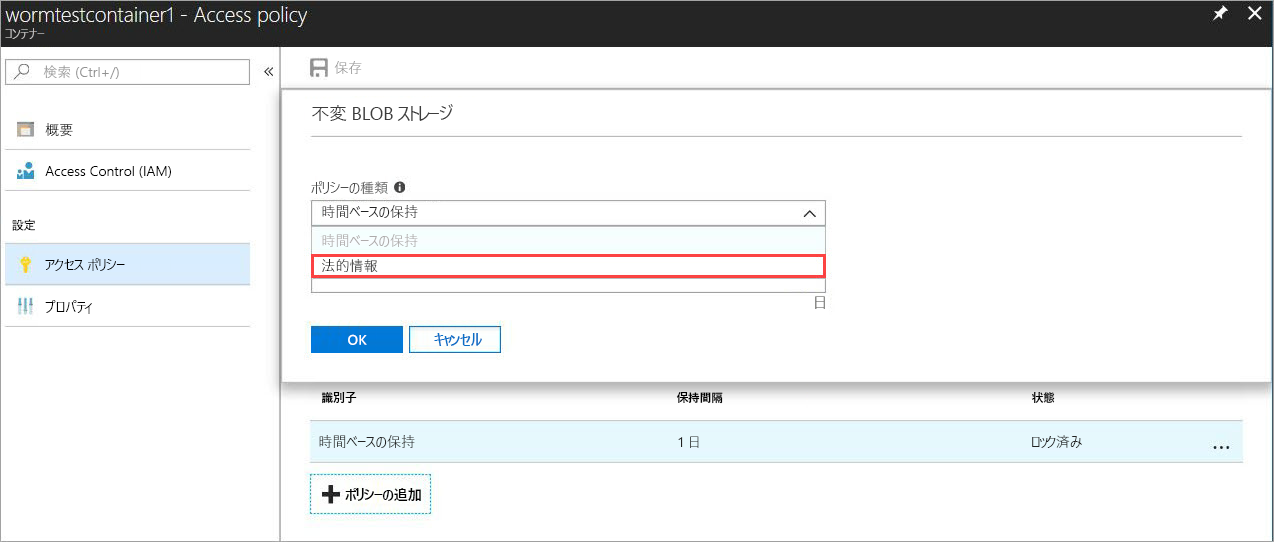 wormtestcontainer1 - Access policy
コンテナー
検索 (Ctrl+/)
保存
概要
Access Control (IAM)
設定
アクセス ポリシー
プロパティ
不変 BLOB ストレージ
ポリシーの種類
時間ベースの保持
時間ベースの保持
法的情報
日
OK キャンセル
識別子 保持間隔 状態
時間ベースの保持 1 日 ロック済み ...
ポリシーの追加